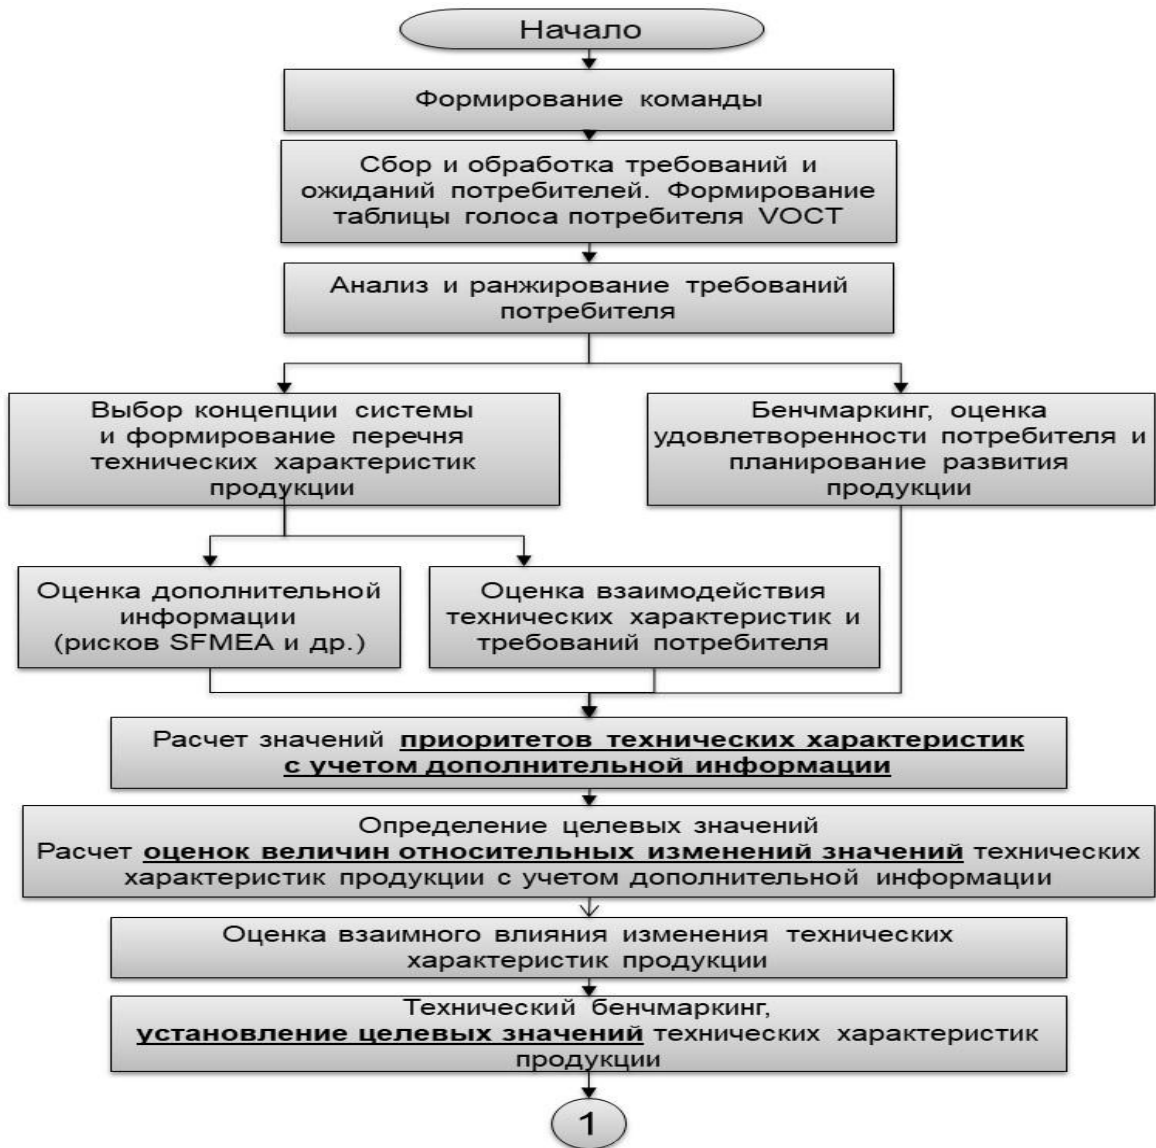 Начало
Формирование команды
Сбор и обработка требований и
ожиданий потребителей. Формирование
таблицы голоса потребителя VOCT
Анализ и ранжирование требований
потребителя
Выбор концепции системы
и формирование перечня
технических характеристик
продукции
Бенчмаркинг, оценка
удовлетворенности потребителя и
планирование развития
продукции
Оценка дополнительной
информации
(рисков SFMEA и др.)
Оценка взаимодействия
технических характеристик и
требований потребителя
Расчет значений приоритетов технических характеристик
с учетом дополнительной информации
Определение целевых значений
Расчет оценок величин относительных изменений значений технических
характеристик продукции с учетом дополнительной информации
Оценка взаимного влияния изменения технических
характеристик продукции
Технический бенчмаркинг,
установление целевых значений технических характеристик
продукции
1